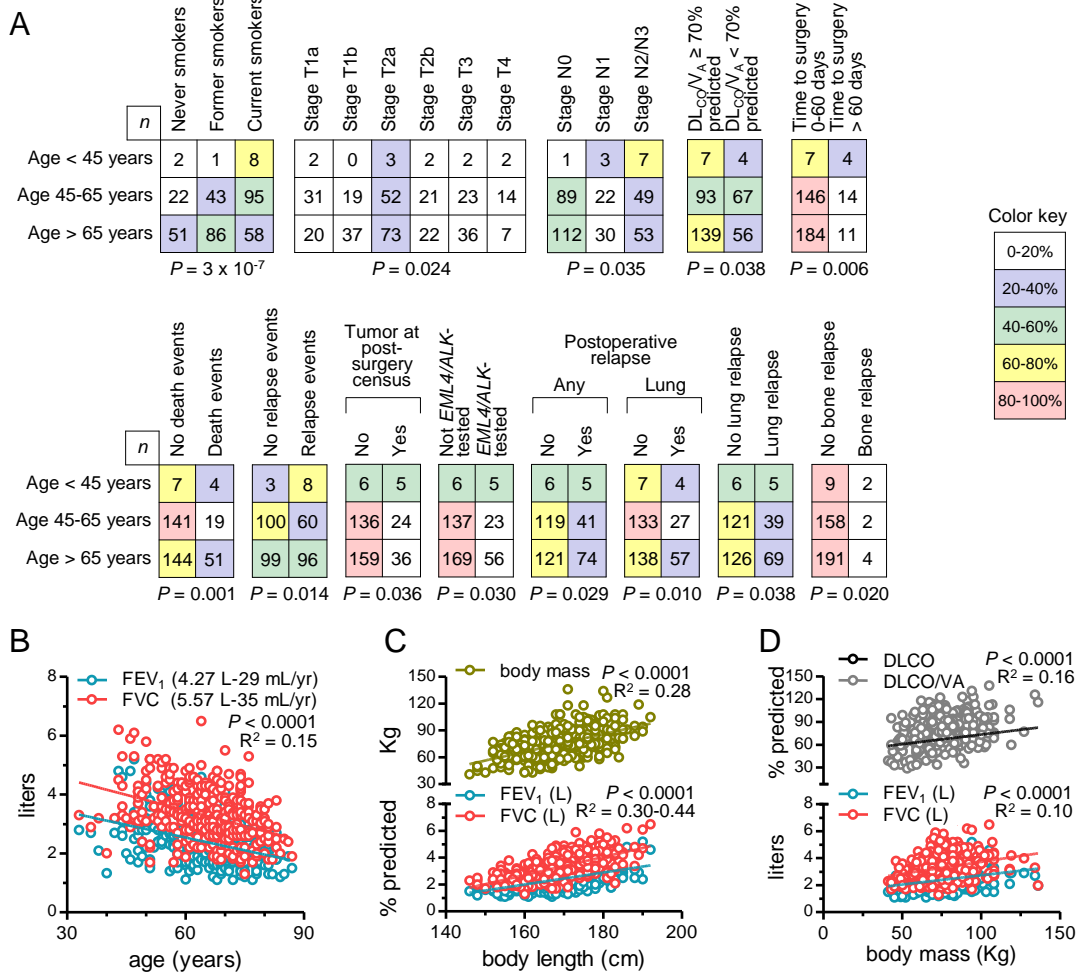 A
n
Never smokers
Former smokers
Current smokers
Stage T1a
Stage T1b
Stage T2a
Stage T2b
Stage T3
Stage T4
Stage N0
Stage N1
Stage N2/N3
DLCO/VA ≥ 70%
predicted
DLCO/VA < 70%
predicted
Time to surgery
0-60 days
Time to surgery
> 60 days
Age < 45 years 2 1 8 2 0 3 2 2 2 1 3 7 7 4 7 4
Age 45-65 years 22 43 95 31 19 52 21 23 14 89 22 49 93 67 146 14
Age > 65 years 51 86 58 20 37 73 22 36 7 112 30 53 139 56 184 11
P = 3 x 10-7 P = 0.024 P = 0.035 P = 0.038 P = 0.006
Color key
0-20%
20-40%
40-60%
60-80%
80-100%
n
No death events
Death events
No relapse events
Relapse events
Tumor at
post-
surgery
census
No Yes
Not EML4/ALK-
tested
EML4/ALK-
tested
Postoperative
relapse
Any Lung
No Yes No Yes
No lung relapse
Lung relapse
No bone relapse
Bone relapse
Age < 45 years 7 4 3 8 6 5 6 5 6 5 7 4 6 5 9 2
Age 45-65 years 141 19 100 60 136 24 137 23 119 41 133 27 121 39 158 2
Age > 65 years 144 51 99 96 159 36 169 56 121 74 138 57 126 69 191 4
P = 0.001 P = 0.014 P = 0.036 P = 0.030 P = 0.029 P = 0.010 P = 0.038 P = 0.020
B
FEV1 (4.27 L-29 mL/yr)
FVC (5.57 L-35 mL/yr)
P < 0.0001
R2 = 0.15
liters
8
6
4
2
0
30 50 70 90
age (years)
C
body mass
P < 0.0001
R2 = 0.28
Kg
150
120
90
60
30
FEV1 (L)
FVC (L)
P < 0.0001
R2 = 0.30-0.44
% predicted
8
6
4
2
0
140 160 180 200
body length (cm)
D
DLCO
DLCO/VA
P < 0.0001
R2 = 0.16
% predicted
150
120
90
60
30
FEV1 (L)
FVC (L)
P < 0.0001
R2 = 0.10
liters
8
6
4
2
0
0 50 100 150
body mass (Kg)